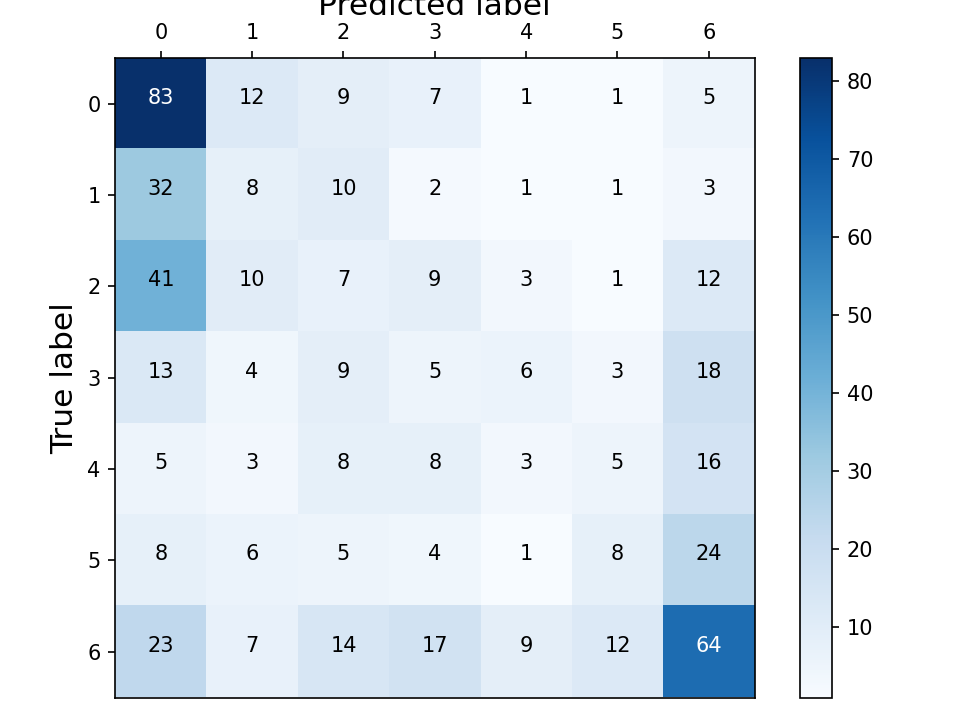 Predicted label
0 1 2 3 4 5 6
0 83 12 9 7 1 1 5
1 32 8 10 2 1 1 3
2 41 10 7 9 3 1 12
3 13 4 9 5 6 3 18
4 5 3 8 8 3 5 16
5 8 6 5 4 1 8 24
6 23 7 14 17 9 12 64
True label
80
70
60
50
40
30
20
10